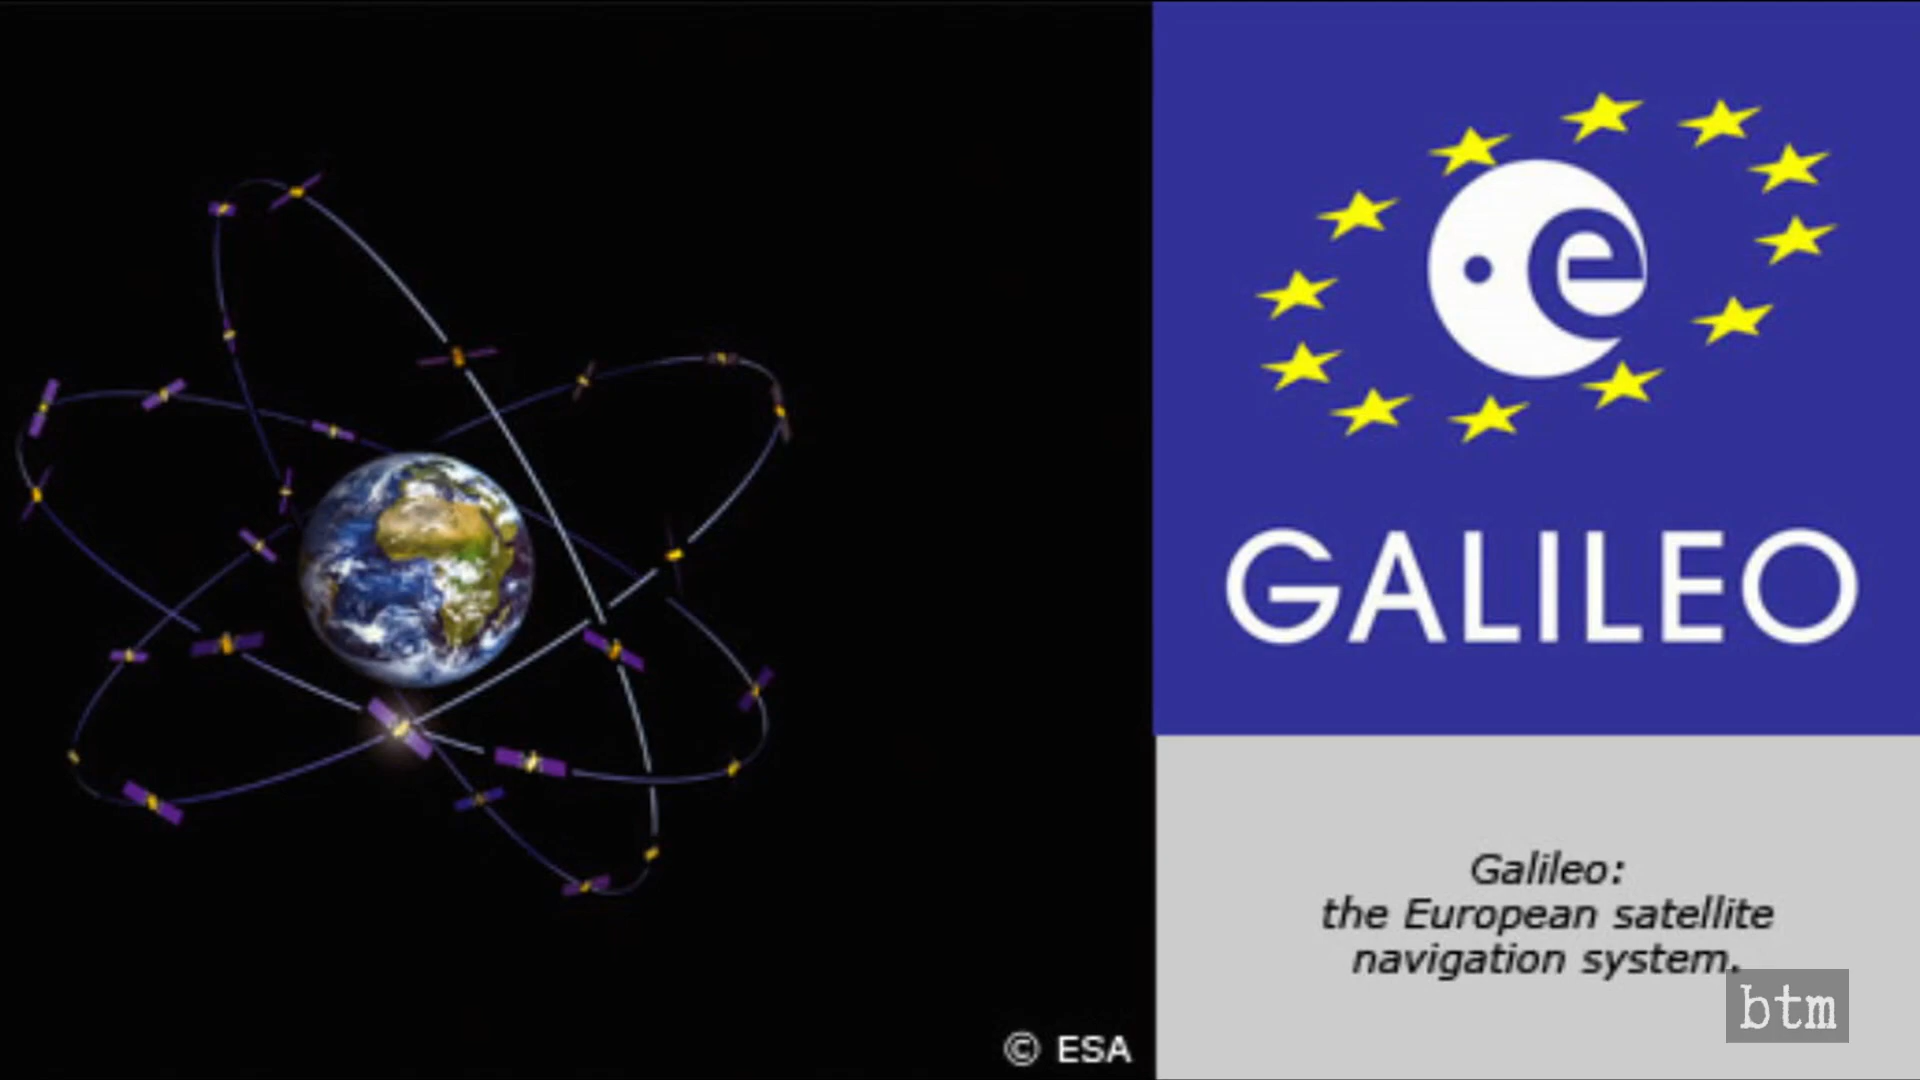 © ESA
e
GALILEO
Galileo:
the European satellite
navigation system.
btm